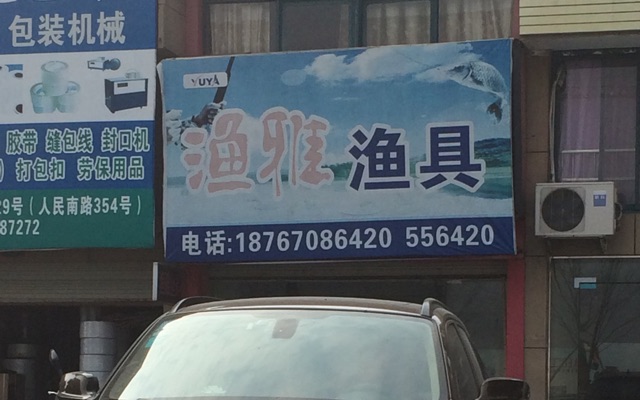 包装机械
胶带 缝包线 封口机
打包扣 劳保用品
29号（人民南路354号）
87272
YUYA
渔雅 渔具
电话:18767086420 556420